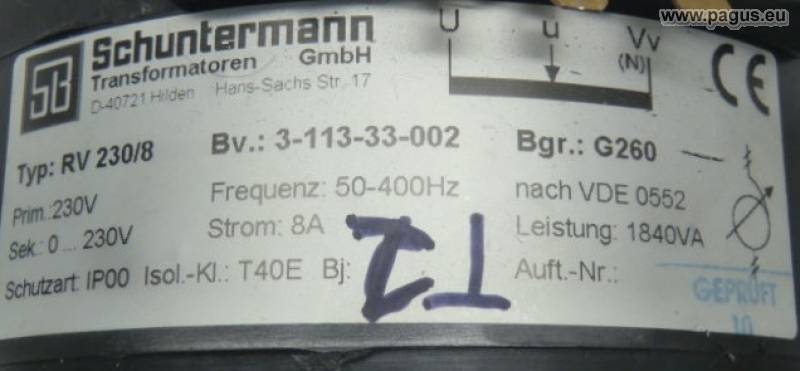 www.pagus.eu
SB
Schuntermann
Transformatoren GmbH
D-40721 Hilden Hans-Sachs Str. 17
U u Vv
(N)
CE
Typ: RV 230/8 Bv.: 3-113-33-002 Bgr.: G260
Prim.:230V Frequenz: 50-400Hz nach VDE 0552
Sek.: 0 ... 230V Strom: 8A Leistung: 1840VA
Schutzart: IP00 Isol.-Kl.: T40E Bj: Auft.-Nr.:
T2
GEPRÜFT
10